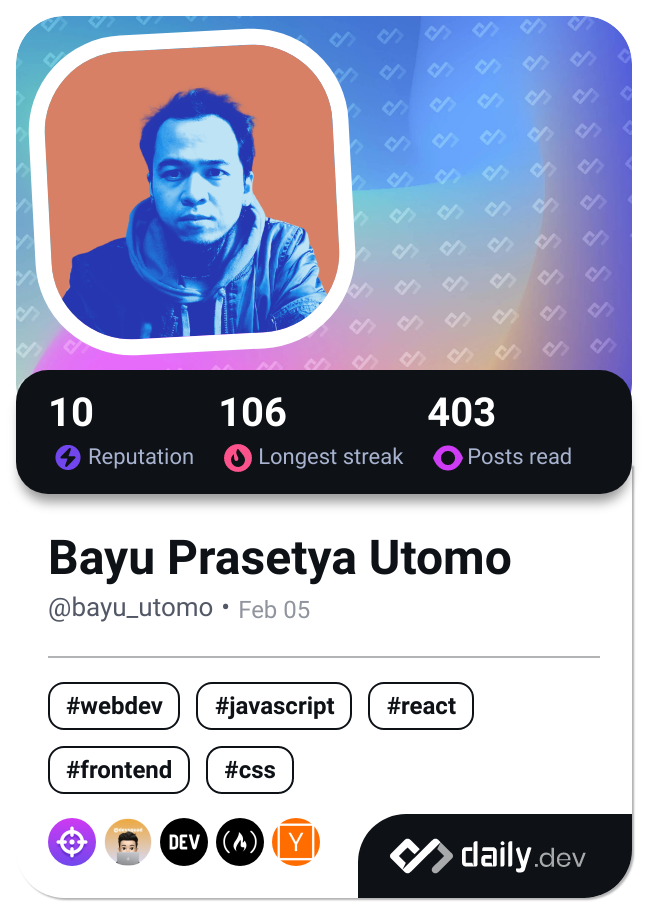 10 106 403
Reputation Longest streak Posts read
Bayu Prasetya Utomo
@bayu_utomo • Feb 05
#webdev #javascript #react
#frontend #css
DEV Y
daily.dev